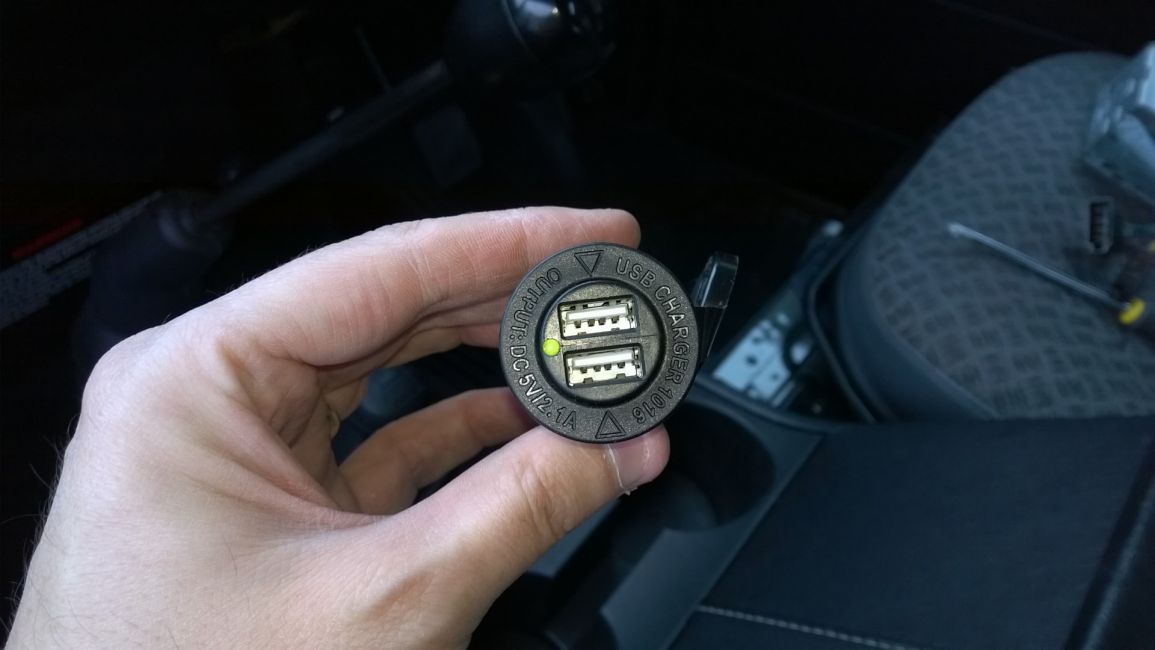 USB CHARGER 1016
OUTPUT: DC 5V/2.1A